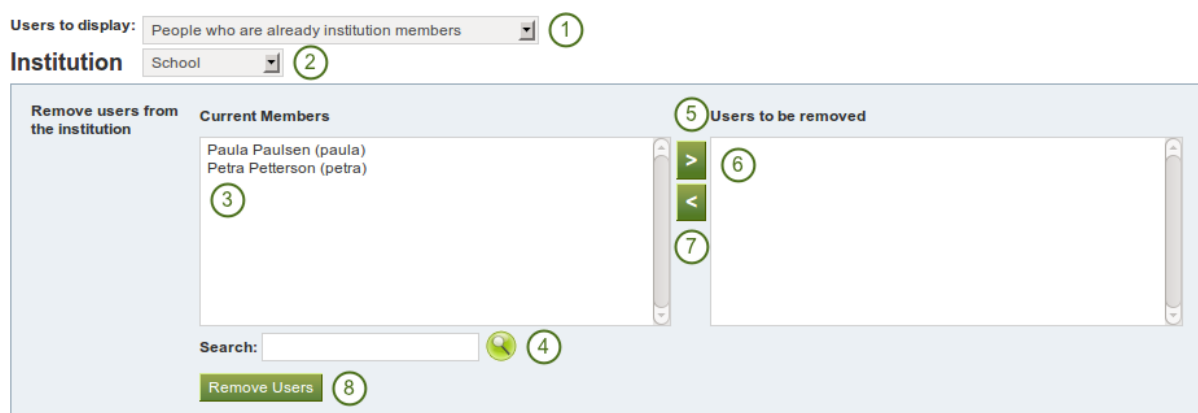 Users to display: People who are already institution members 1
Institution School 2
Remove users from the institution
Current Members 5 Users to be removed
Paula Paulsen (paula) > 6
Petra Petterson (petra)
3 <
7
Search: 4
Remove Users 8